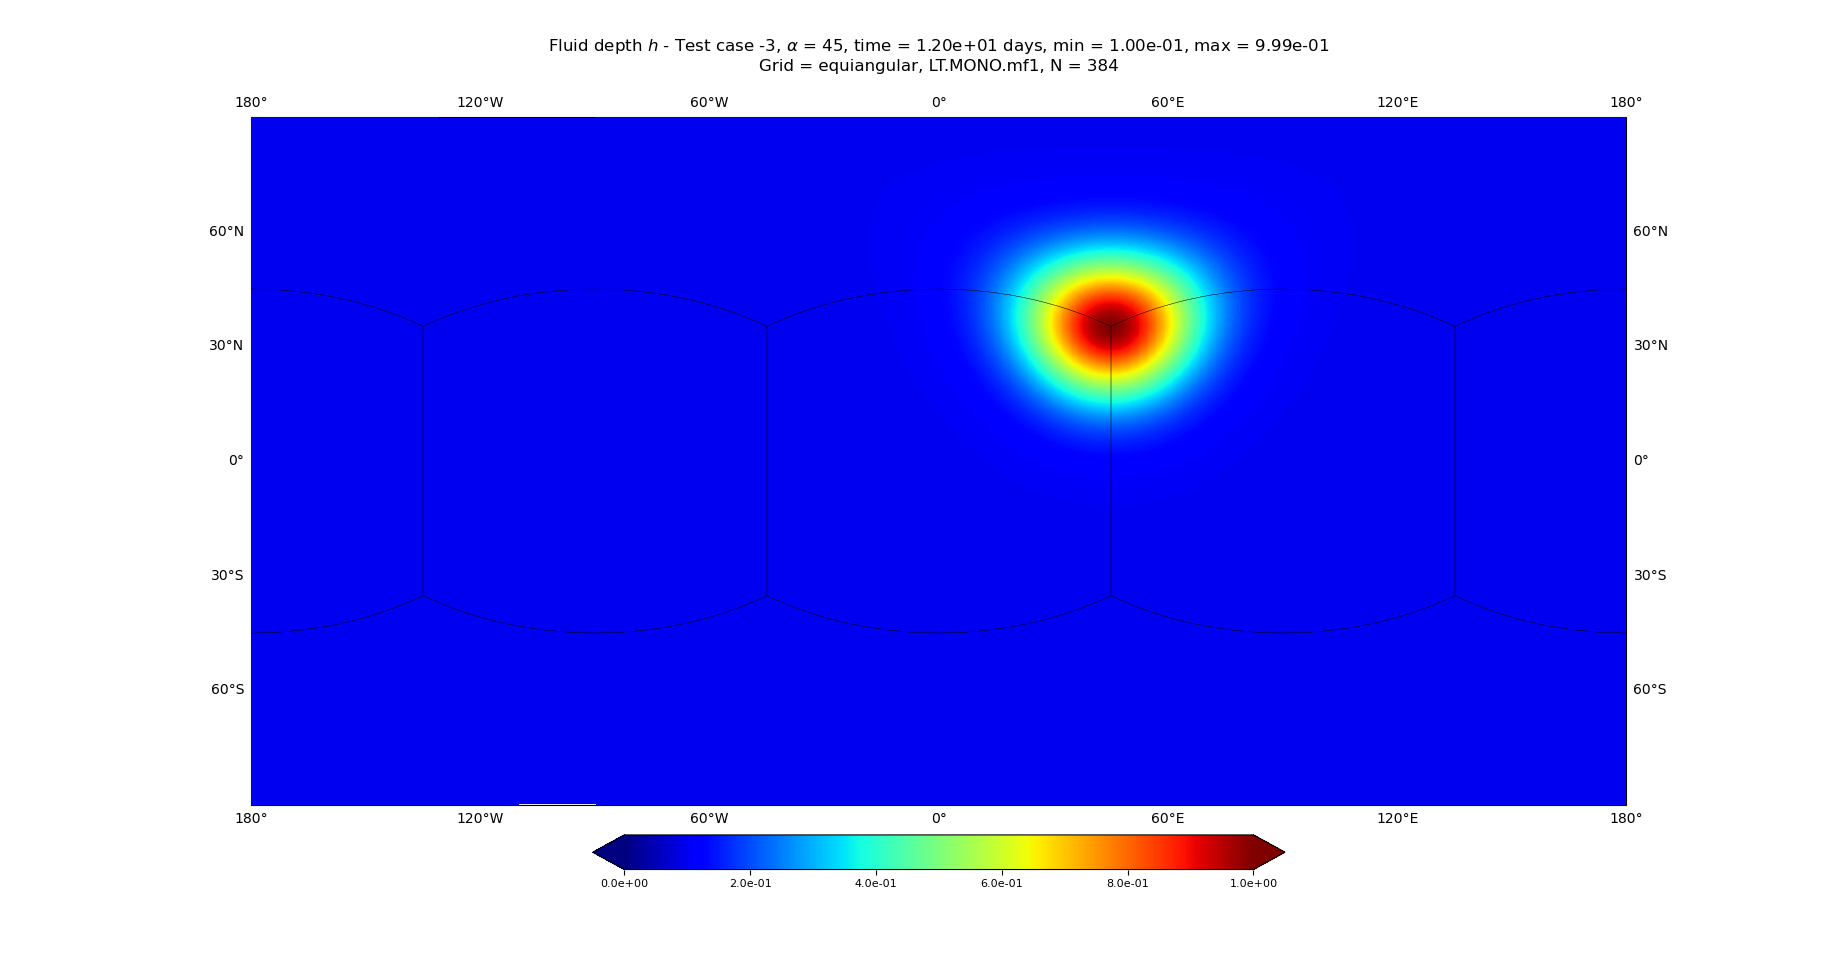 Fluid depth h - Test case -3, α = 45, time = 1.20e+01 days, min = 1.00e-01, max = 9.99e-01
Grid = equiangular, LT.MONO.mf1, N = 384
180° 120°W 60°W 0° 60°E 120°E 180°
60°N 60°N
30°N 30°N
0° 0°
30°S 30°S
60°S 60°S
180° 120°W 60°W 0° 60°E 120°E 180°
0.0e+00 2.0e-01 4.0e-01 6.0e-01 8.0e-01 1.0e+00